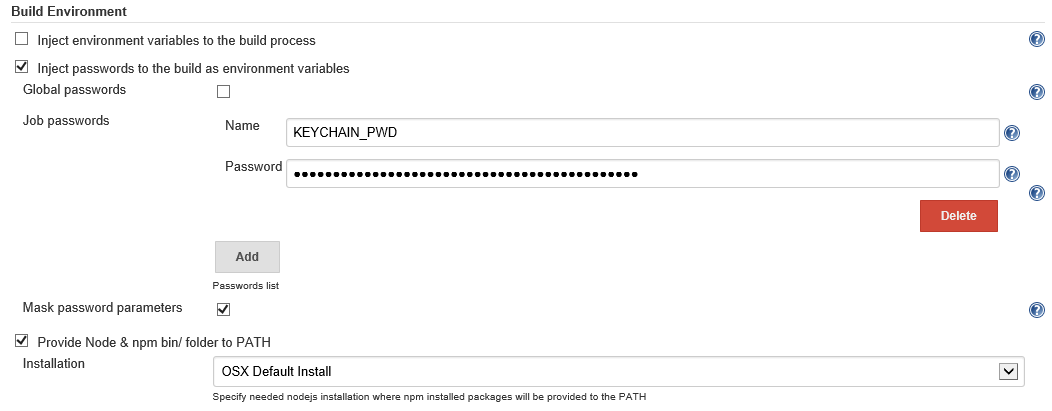 Build Environment
Inject environment variables to the build process
Inject passwords to the build as environment variables
Global passwords
Job passwords
Name
KEYCHAIN_PWD
Password
••••••••••••••••••••••••••••••••••••••••••••
Delete
Add
Passwords list
Mask password parameters
Provide Node & npm bin/ folder to PATH
Installation
OSX Default Install
Specify needed nodejs installation where npm installed packages will be provided to the PATH